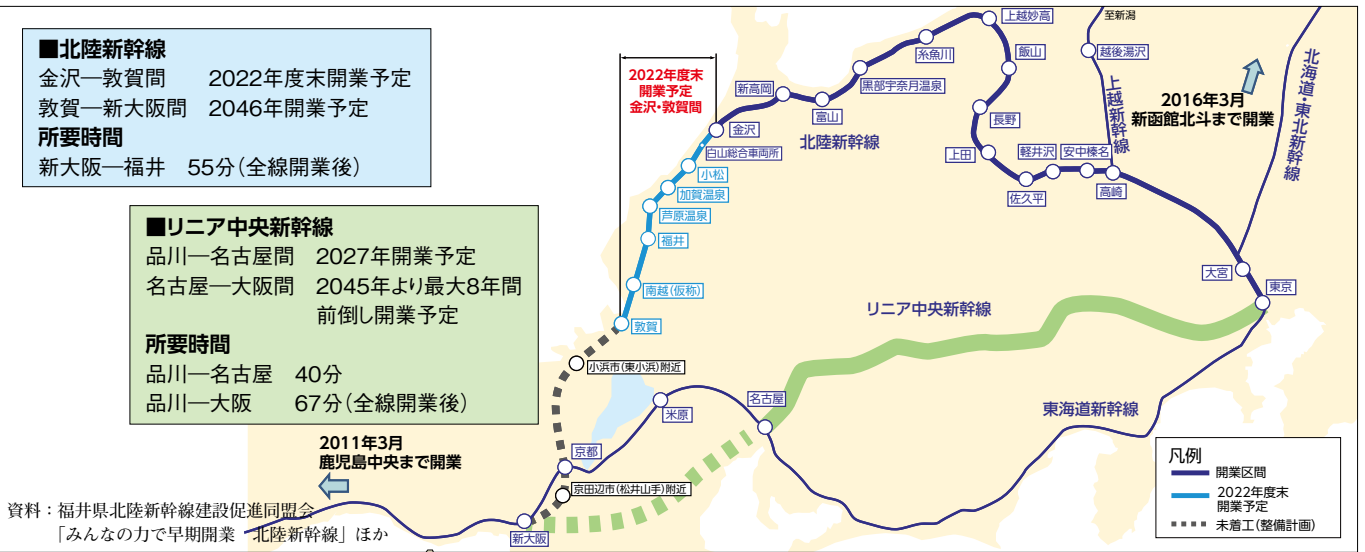 ■北陸新幹線
金沢―敦賀間 2022年度末開業予定
敦賀―新大阪間 2046年開業予定
所要時間
新大阪―福井 55分(全線開業後)
■リニア中央新幹線
品川―名古屋間 2027年開業予定
名古屋―大阪間 2045年より最大8年間
前倒し開業予定
所要時間
品川―名古屋 40分
品川―大阪 67分(全線開業後)
2022年度末
開業予定
金沢・敦賀間
上越妙高
至新潟
糸魚川
飯山
越後湯沢
黒部宇奈月温泉
新高岡
富山
長野
金沢
北陸新幹線
上越新幹線
2016年3月
新函館北斗まで開業
北海道・東北新幹線
白山総合車両所
上田
軽井沢
安中榛名
小松
佐久平
高崎
加賀温泉
芦原温泉
福井
大宮
南越(仮称)
東京
敦賀
リニア中央新幹線
小浜市(東小浜)附近
米原
名古屋
東海道新幹線
2011年3月
鹿児島中央まで開業
京都
京田辺市(松井山手)附近
新大阪
凡例
開業区間
2022年度末
開業予定
未着工(整備計画)
資料:福井県北陸新幹線建設促進同盟会
「みんなの力で早期開業 北陸新幹線」ほか